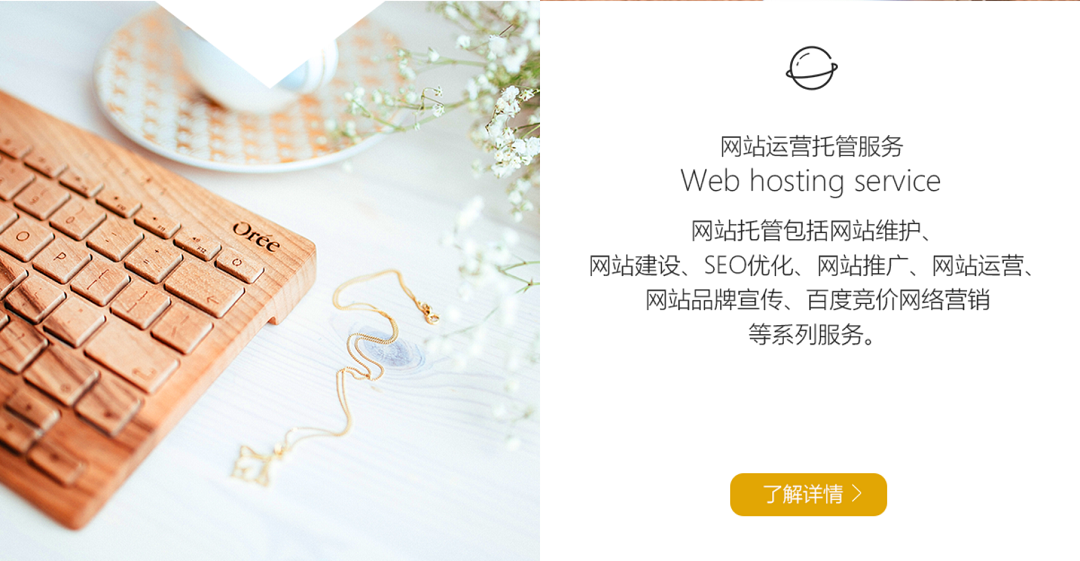 Orée
O
P
网站运营托管服务
Web hosting service
网站托管包括网站维护、
网站建设、SEO优化、网站推广、网站运营、
网站品牌宣传、百度竞价网络营销
等系列服务。
了解详情 >